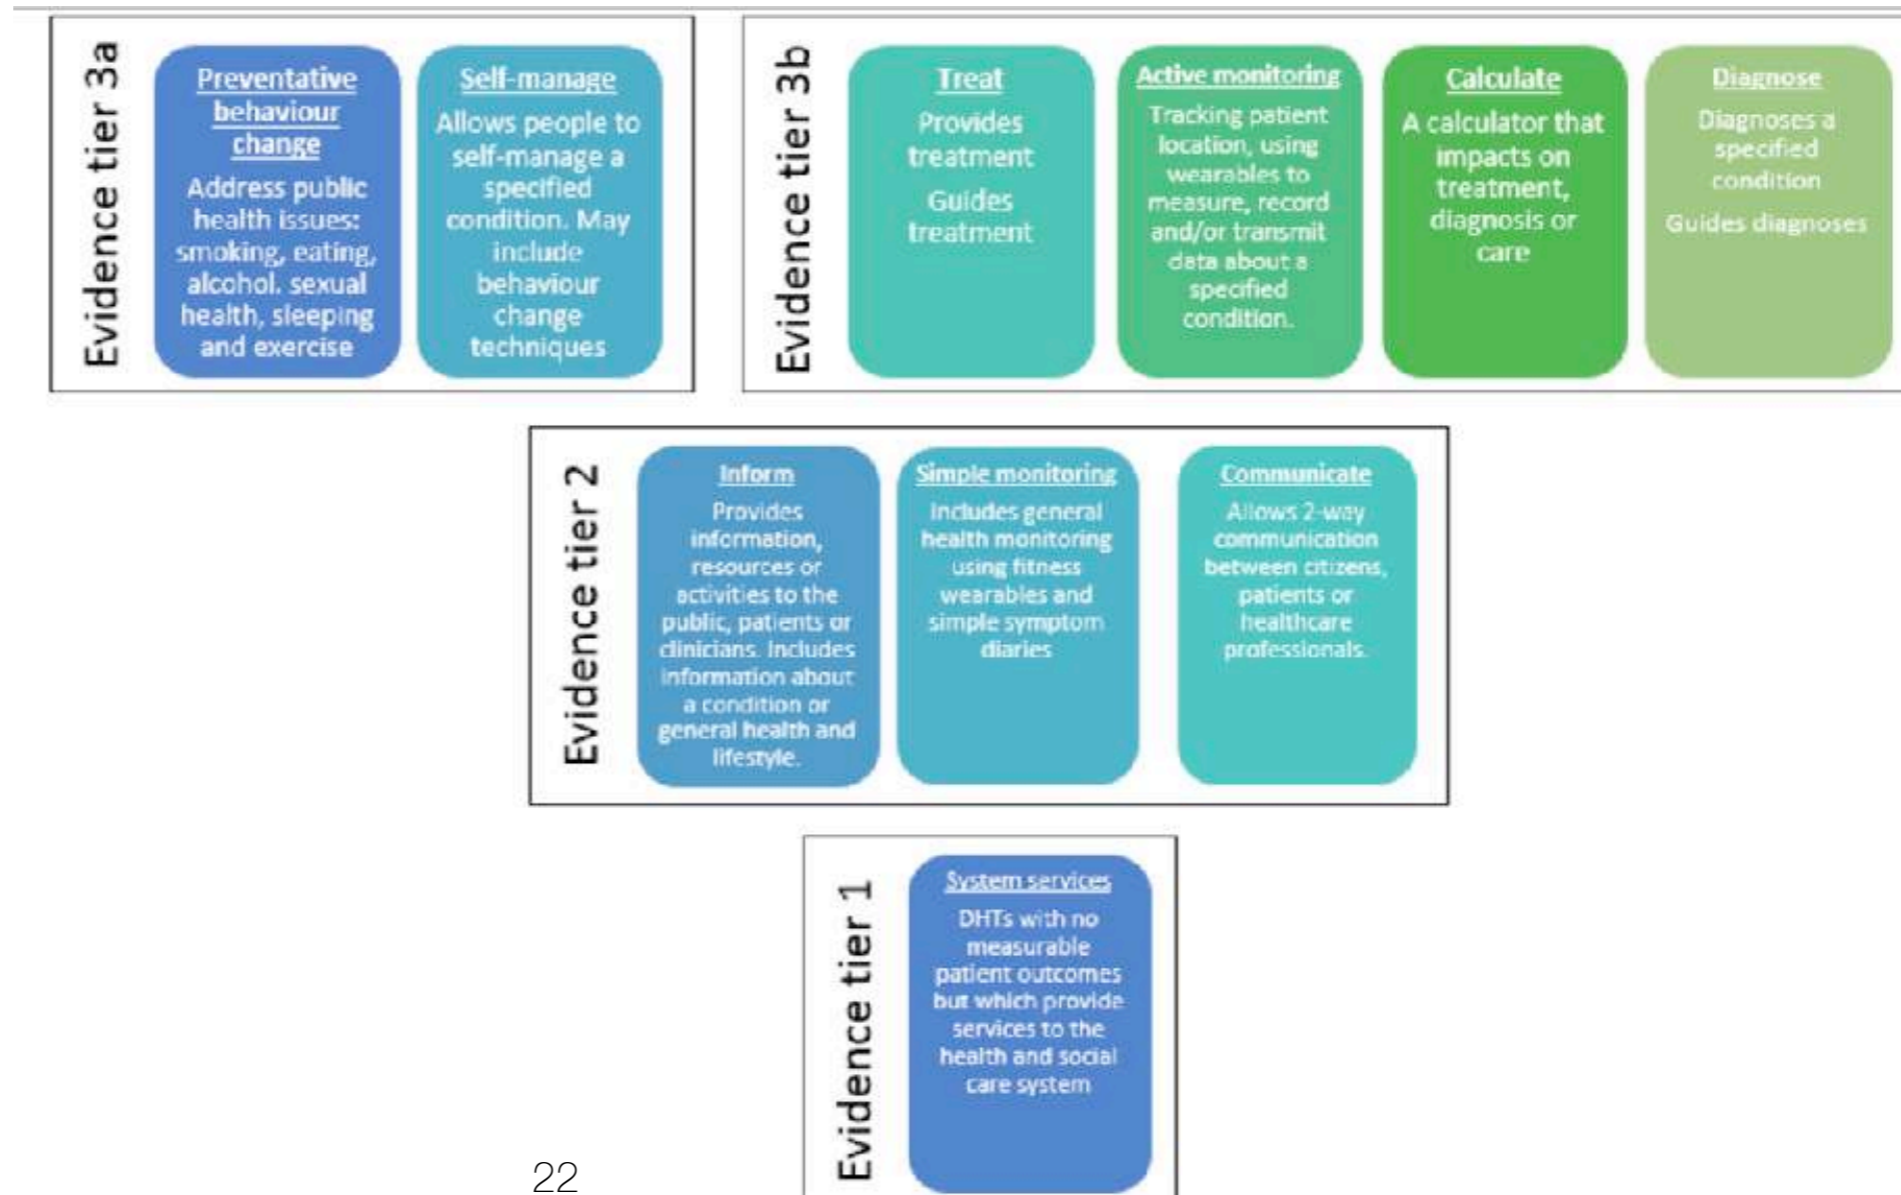 Evidence tier 3a
Preventative
behaviour
change
Address public
health issues:
smoking, eating,
alcohol. sexual
health, sleeping
and exercise
Self-manage
Allows people to
self-manage a
specified
condition. May
include
behaviour
change
techniques
Evidence tier 3b
Treat
Provides
treatment
Guides
treatment
Active monitoring
Tracking patient
location, using
wearables to
measure, record
and/or transmit
data about a
specified
condition.
Calculate
A calculator that
impacts on
treatment,
diagnosis or
care
Diagnose
Diagnoses a
specified
condition
Guides diagnoses
Evidence tier 2
Inform
Provides
information,
resources or
activities to the
public, patients or
clinicians. Includes
information about
a condition or
general health and
lifestyle.
Simple monitoring
Includes general
health monitoring
using fitness
wearables and
simple symptom
diaries
Communicate
Allows 2-way
communication
between citizens,
patients or
healthcare
professionals.
Evidence tier 1
System services
DHTs with no
measurable
patient outcomes
but which provide
services to the
health and social
care system
22